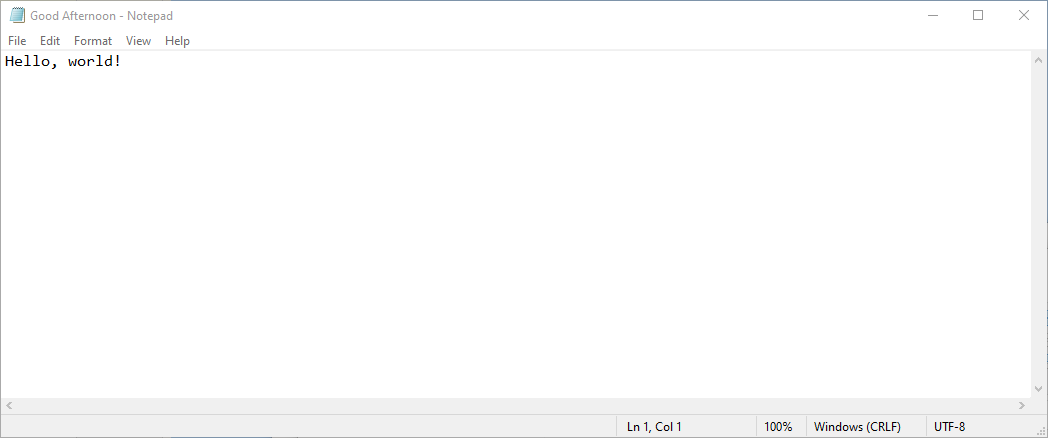 Good Afternoon - Notepad
File Edit Format View Help
Hello, world!
Ln 1, Col 1 100% Windows (CRLF) UTF-8